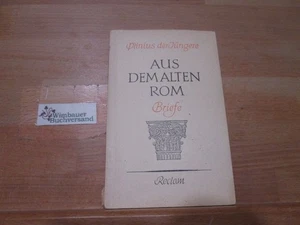 Plinius der Jüngere
AUS
DEM ALTEN
ROM
Briefe
Reclam
Wiesbauer
Buchversand